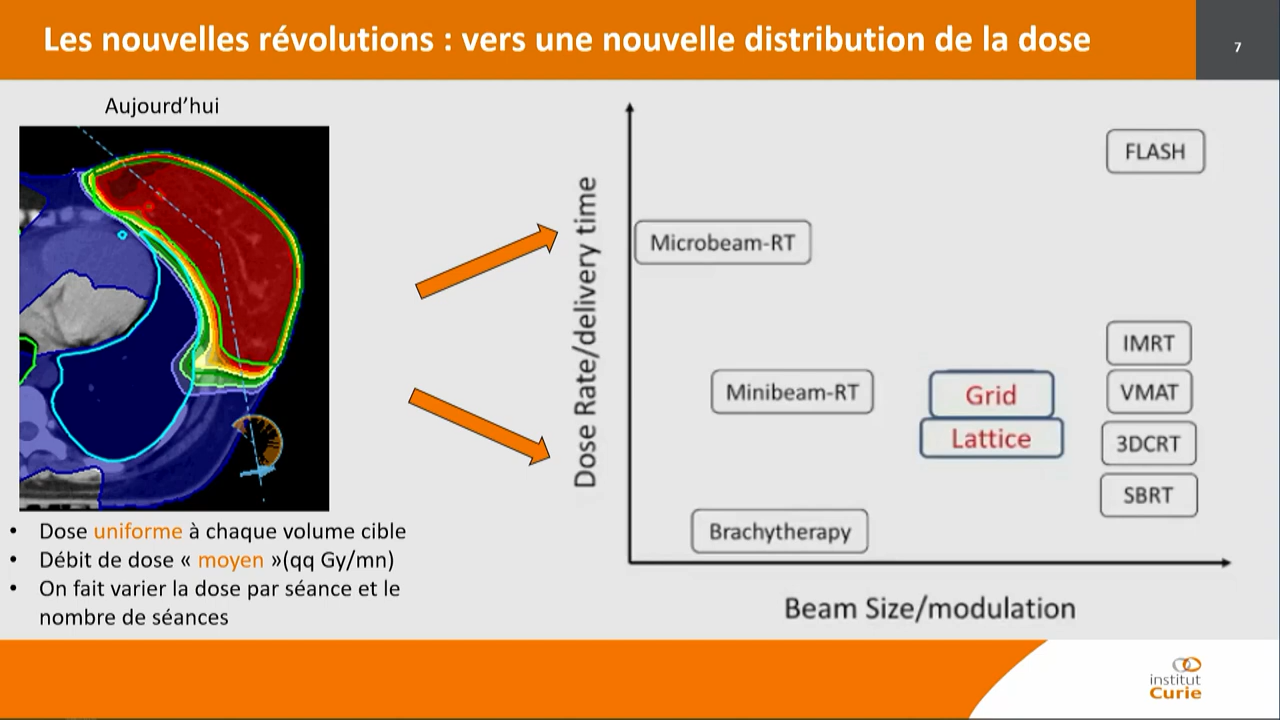 Les nouvelles révolutions : vers une nouvelle distribution de la dose
7
Aujourd’hui
• Dose uniforme à chaque volume cible
• Débit de dose « moyen »(qq Gy/mn)
• On fait varier la dose par séance et le
nombre de séances
Dose Rate/delivery time
FLASH
Microbeam-RT
IMRT
Minibeam-RT
Grid
VMAT
Lattice
3DCRT
SBRT
Brachytherapy
Beam Size/modulation
institut
Curie